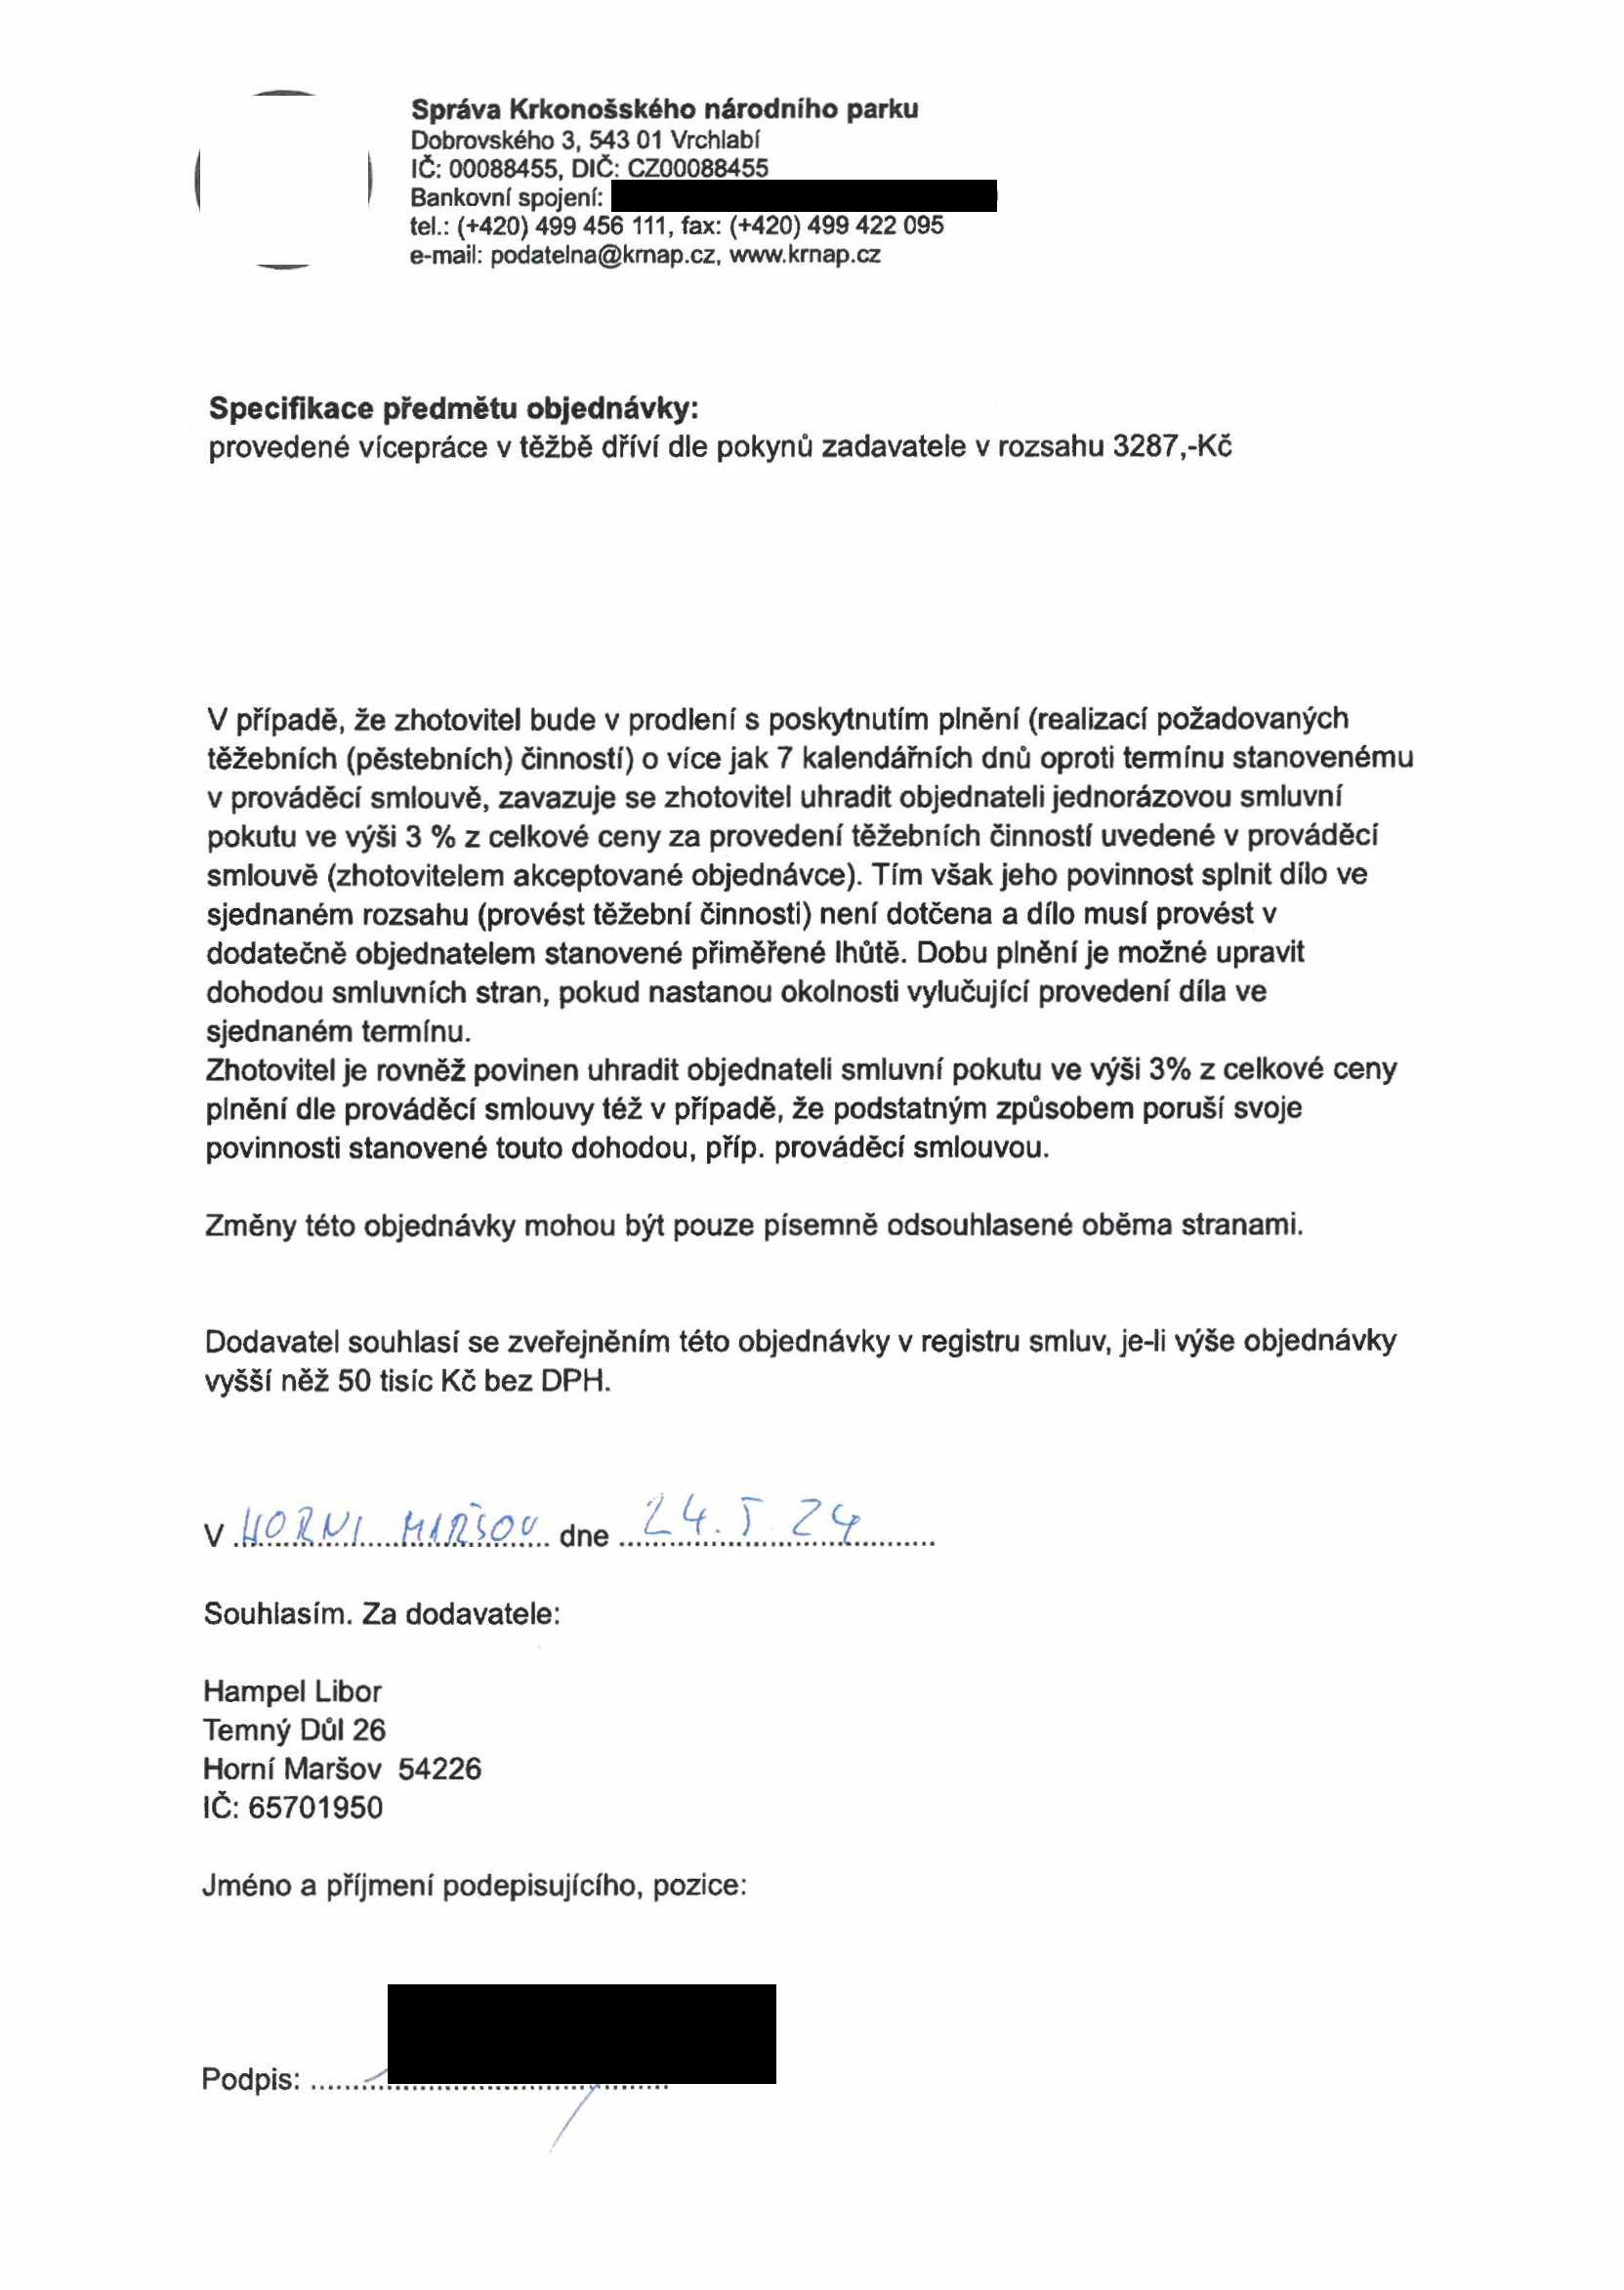 Správa Krkonošského národního parku
Dobrovského 3, 543 01 Vrchlabí
IČ: 00088455, DIČ: CZ00088455
Bankovní spojení:
tel.: (+420) 499 456 111, fax: (+420) 499 422 095
e-mail: podatelna@krnap.cz, www.krnap.cz
Specifikace předmětu objednávky:
provedené vícepráce v těžbě dříví dle pokynů zadavatele v rozsahu 3287,-Kč
V případě, že zhotovitel bude v prodlení s poskytnutím plnění (realizací požadovaných
těžebních (pěstebních) činností) o více jak 7 kalendářních dnů oproti termínu stanovenému
v prováděcí smlouvě, zavazuje se zhotovitel uhradit objednateli jednorázovou smluvní
pokutu ve výši 3 % z celkové ceny za provedení těžebních činností uvedené v prováděcí
smlouvě (zhotovitelem akceptované objednávce). Tím však jeho povinnost splnit dílo ve
sjednaném rozsahu (provést těžební činnosti) není dotčena a dílo musí provést v
dodatečně objednatelem stanovené přiměřené lhůtě. Dobu plnění je možné upravit
dohodou smluvních stran, pokud nastanou okolnosti vylučující provedení díla ve
sjednaném termínu.
Zhotovitel je rovněž povinen uhradit objednateli smluvní pokutu ve výši 3% z celkové ceny
plnění dle prováděcí smlouvy též v případě, že podstatným způsobem poruší svoje
povinnosti stanovené touto dohodou, příp. prováděcí smlouvou.
Změny této objednávky mohou být pouze písemně odsouhlasené oběma stranami.
Dodavatel souhlasí se zveřejněním této objednávky v registru smluv, je-li výše objednávky
vyšší něž 50 tisíc Kč bez DPH.
V HORNI MARŠOV dne 24. 5 24
Souhlasím. Za dodavatele:
Hampel Libor
Temný Důl 26
Horní Maršov 54226
IČ: 65701950
Jméno a příjmení podepisujícího, pozice:
Podpis: